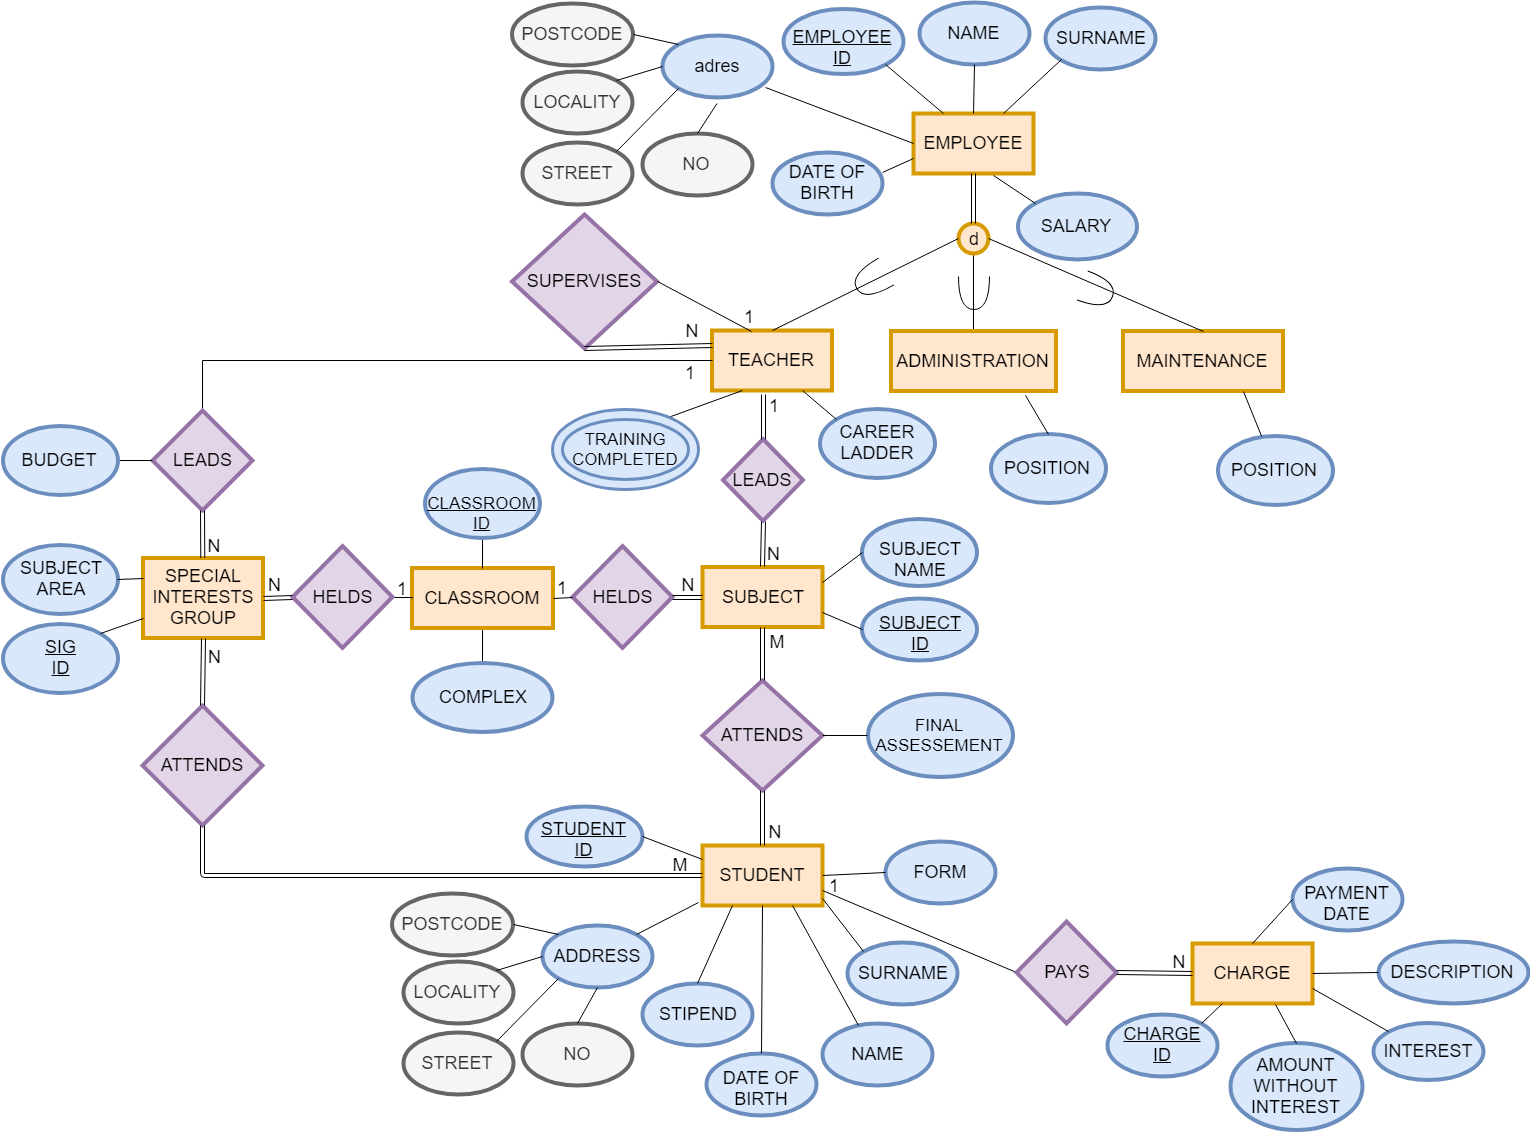 POSTCODE
adres
EMPLOYEE
ID
NAME
SURNAME
LOCALITY
STREET
NO
EMPLOYEE
DATE OF
BIRTH
SALARY
d
SUPERVISES
1
N
TEACHER
1
ADMINISTRATION
MAINTENANCE
1
TRAINING
COMPLETED
CAREER
LADDER
POSITION
POSITION
BUDGET
LEADS
LEADS
CLASSROOM
ID
N
N
SUBJECT
NAME
SUBJECT
AREA
SPECIAL
INTERESTS
GROUP
N
HELDS
1
CLASSROOM
1
HELDS
N
SUBJECT
SUBJECT
ID
SIG
ID
N
M
COMPLEX
ATTENDS
ATTENDS
FINAL
ASSESSEMENT
STUDENT
ID
N
M
STUDENT
1
FORM
POSTCODE
ADDRESS
LOCALITY
STREET
NO
STIPEND
DATE OF
BIRTH
NAME
SURNAME
PAYS
N
CHARGE
PAYMENT
DATE
DESCRIPTION
CHARGE
ID
AMOUNT
WITHOUT
INTEREST
INTEREST